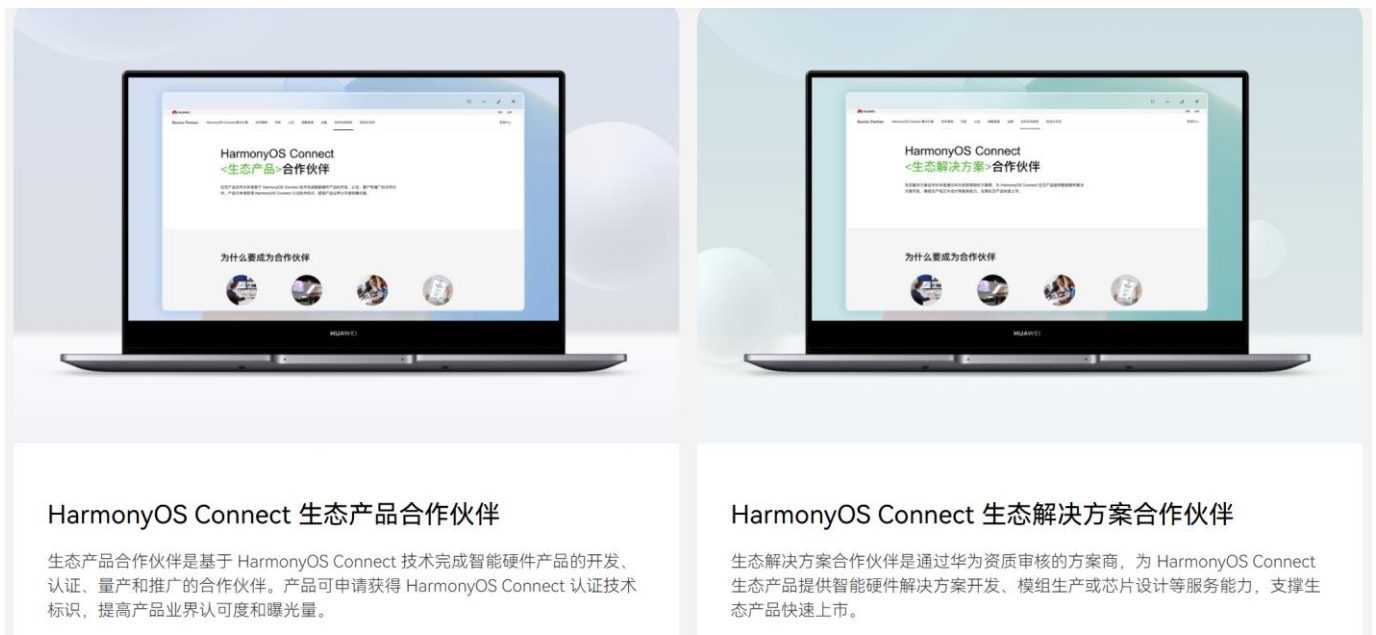 HUAWEI
Device Partner
HarmonyOS Connect
<生态产品>合作伙伴
为什么要成为合作伙伴
HUAWEI
HarmonyOS Connect 生态产品合作伙伴
生态产品合作伙伴是基于 HarmonyOS Connect 技术完成智能硬件产品的开发、
认证、量产和推广的合作伙伴。产品可申请获得 HarmonyOS Connect 认证技术
标识，提高产品业界认可度和曝光量。
HUAWEI
Device Partner
HarmonyOS Connect
<生态解决方案>合作伙伴
为什么要成为合作伙伴
HUAWEI
HarmonyOS Connect 生态解决方案合作伙伴
生态解决方案合作伙伴是通过华为资质审核的方案商，为 HarmonyOS Connect
生态产品提供智能硬件解决方案开发、模组生产或芯片设计等服务能力，支撑生
态产品快速上市。